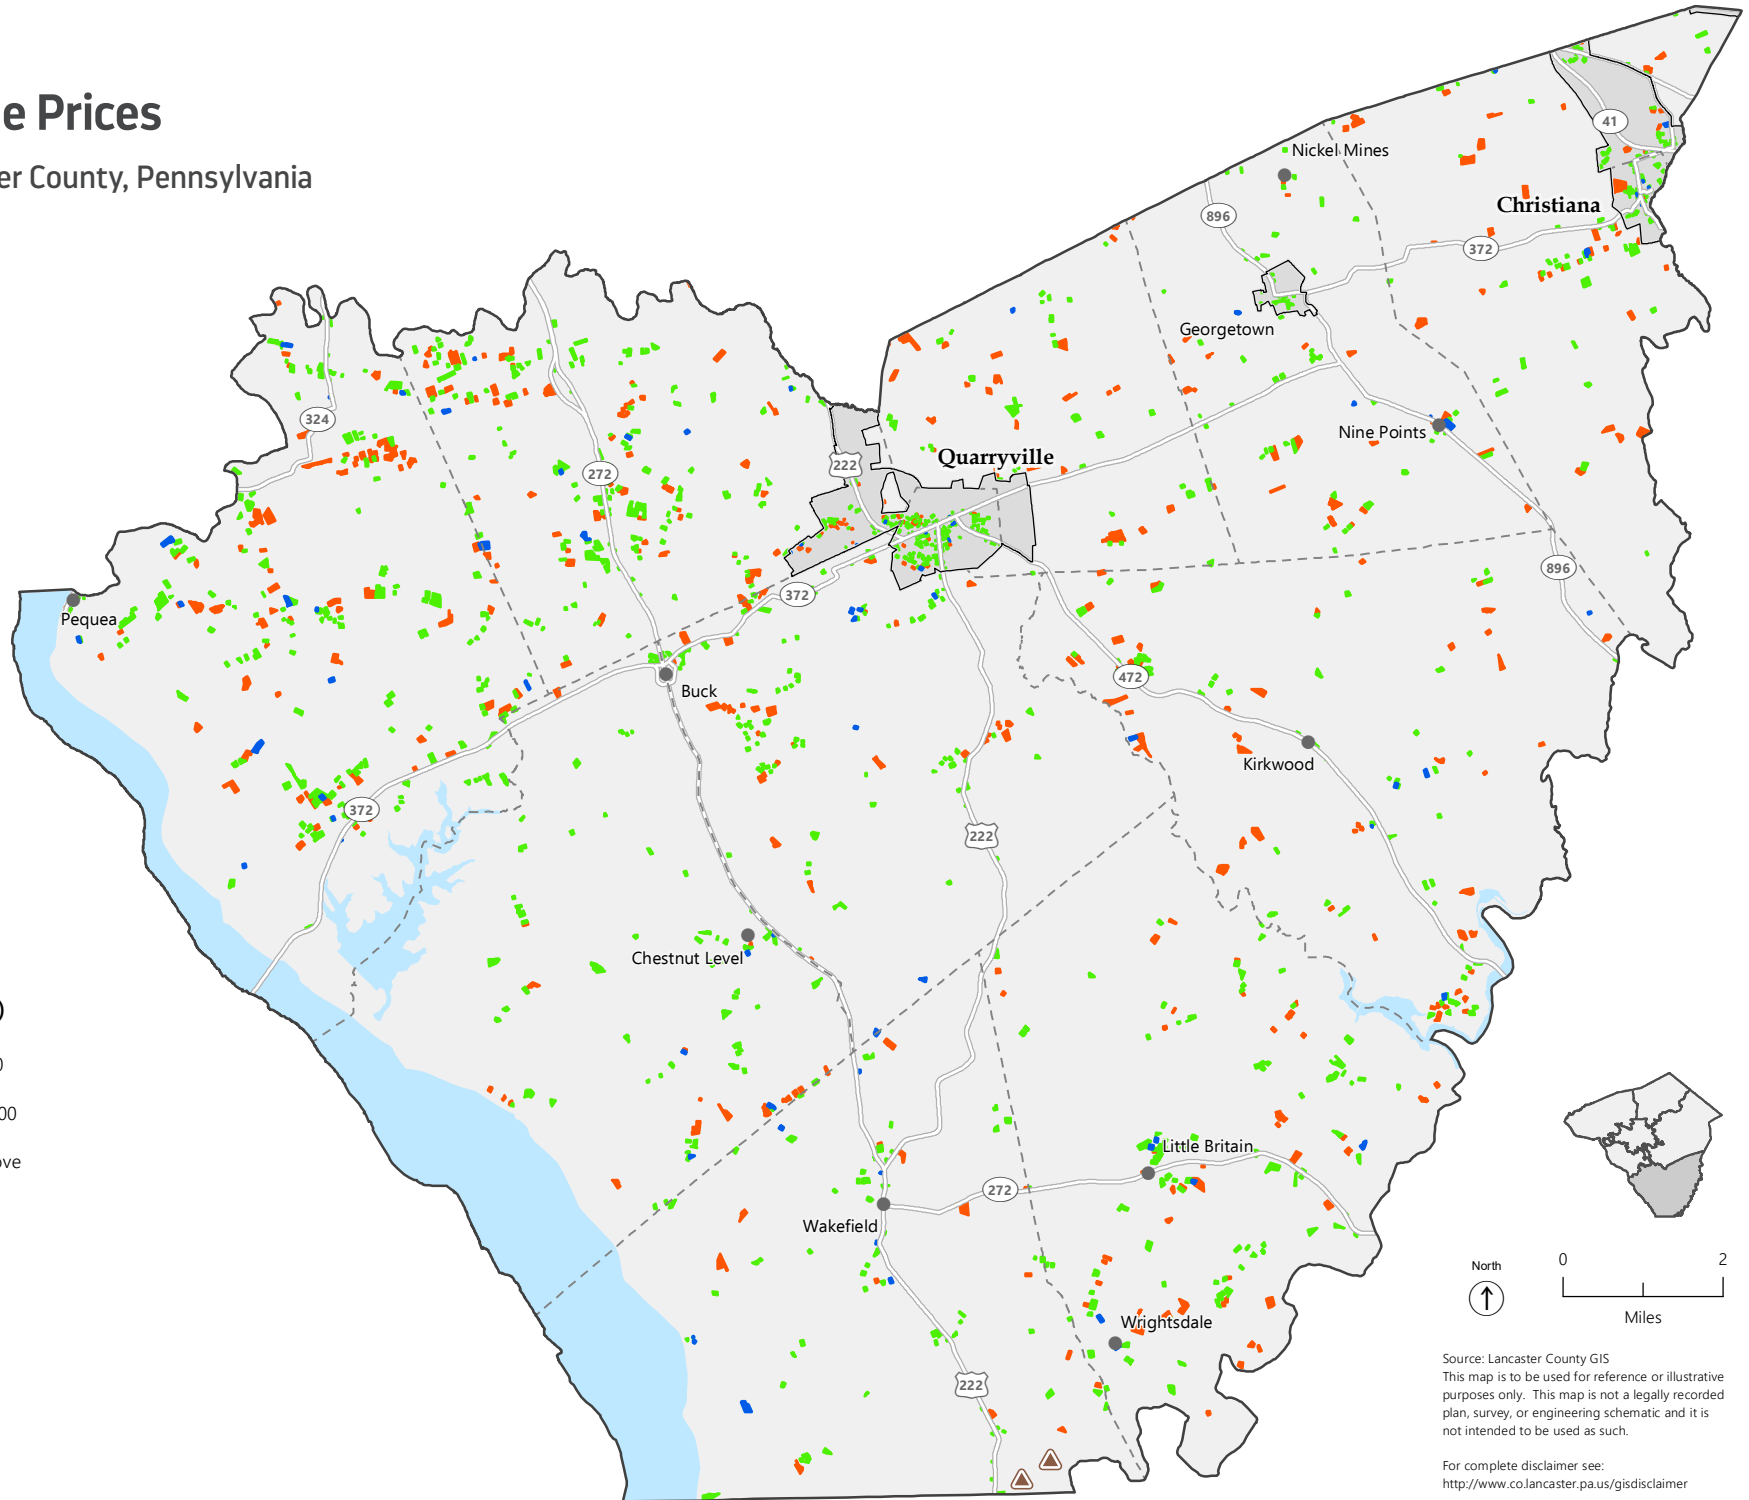 e Prices
er County, Pennsylvania
41
Nickel Mines
Christiana
896
372
Georgetown
324
Nine Points
Quarryville
222
272
896
372
Pequea
472
Buck
Kirkwood
372
222
Chestnut Level
)
0
00
ove
Little Britain
272
Wakefield
North
0
2
Miles
Wrightsdale
222
Source: Lancaster County GIS
This map is to be used for reference or illustrative
purposes only. This map is not a legally recorded
plan, survey, or engineering schematic and it is
not intended to be used as such.
For complete disclaimer see:
http://www.co.lancaster.pa.us/gisdisclaimer